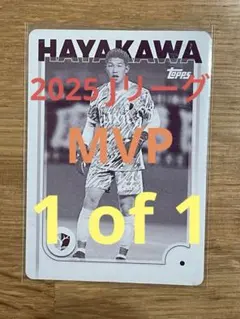 HAYAKAWA
Topps
2025 Jリーグ
MVP
1 of 1